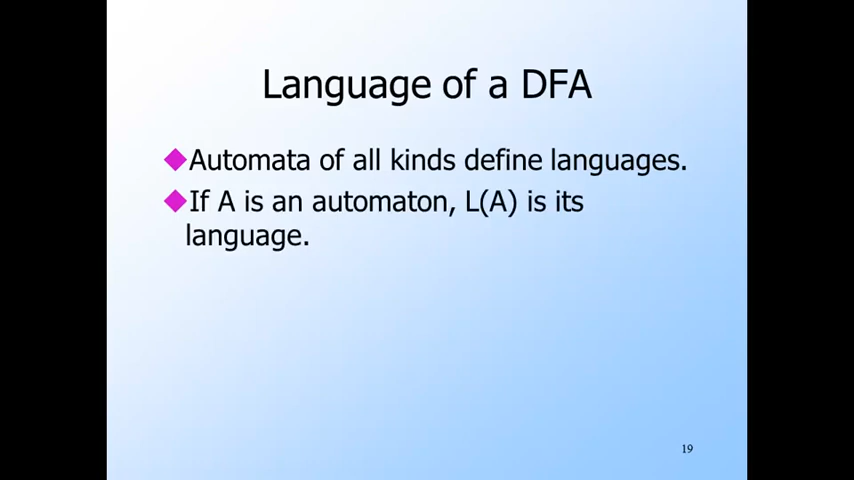 Language of a DFA
Automata of all kinds define languages.
If A is an automaton, L(A) is its
language.
19